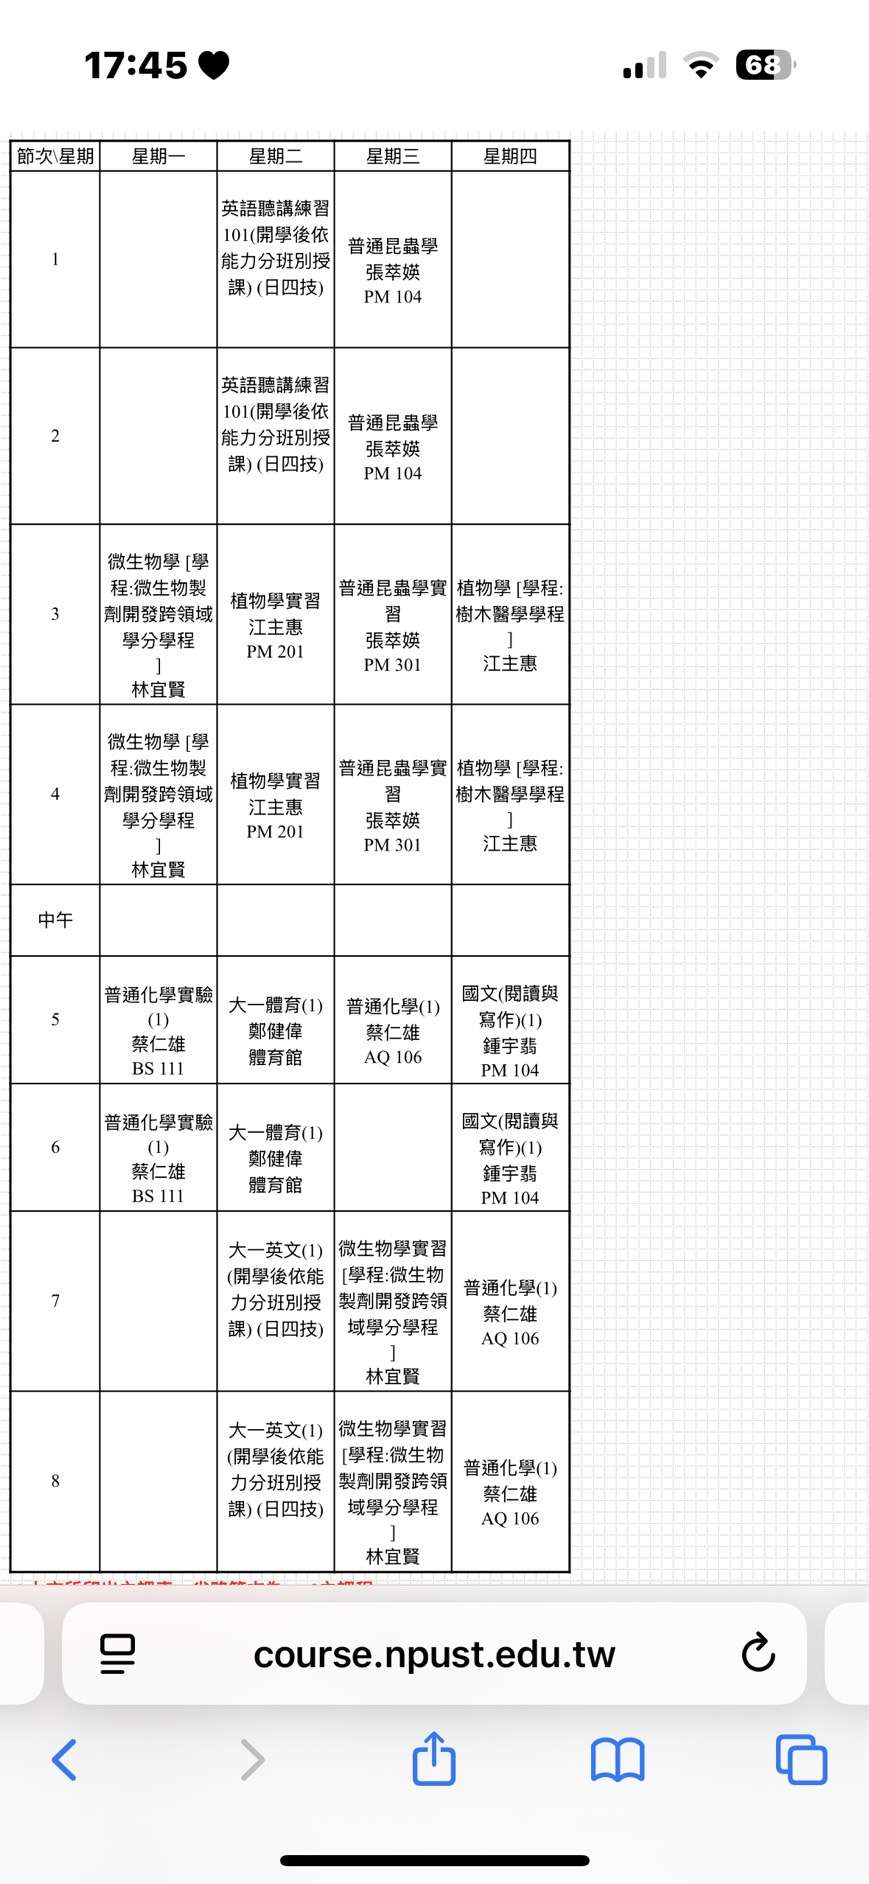 17:45
68
節次\星期 星期一 星期二 星期三 星期四
1
英語聽講練習
101(開學後依
能力分班別授
課) (日四技)
普通昆蟲學
張萃媖
PM 104
2
英語聽講練習
101(開學後依
能力分班別授
課) (日四技)
普通昆蟲學
張萃媖
PM 104
3
微生物學 [學
程:微生物製
劑開發跨領域
學分學程
]
林宜賢
植物學實習
江主惠
PM 201
普通昆蟲學實
習
張萃媖
PM 301
植物學 [學程:
樹木醫學學程
]
江主惠
4
微生物學 [學
程:微生物製
劑開發跨領域
學分學程
]
林宜賢
植物學實習
江主惠
PM 201
普通昆蟲學實
習
張萃媖
PM 301
植物學 [學程:
樹木醫學學程
]
江主惠
中午
5
普通化學實驗
(1)
蔡仁雄
BS 111
大一體育(1)
鄭健偉
體育館
普通化學(1)
蔡仁雄
AQ 106
國文(閱讀與
寫作)(1)
鍾宇翡
PM 104
6
普通化學實驗
(1)
蔡仁雄
BS 111
大一體育(1)
鄭健偉
體育館
國文(閱讀與
寫作)(1)
鍾宇翡
PM 104
7
大一英文(1)
(開學後依能
力分班別授
課) (日四技)
微生物學實習
[學程:微生物
製劑開發跨領
域學分學程
]
林宜賢
普通化學(1)
蔡仁雄
AQ 106
8
大一英文(1)
(開學後依能
力分班別授
課) (日四技)
微生物學實習
[學程:微生物
製劑開發跨領
域學分學程
]
林宜賢
普通化學(1)
蔡仁雄
AQ 106
course.npust.edu.tw